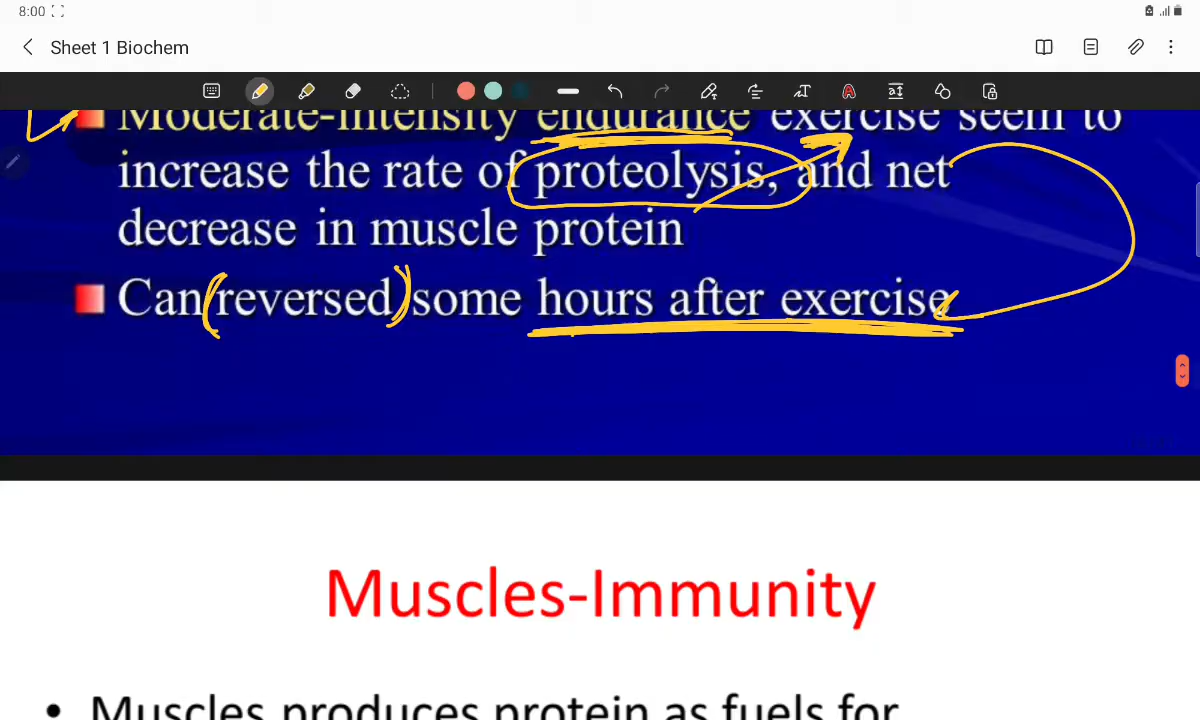 8:00
Sheet 1 Biochem
Moderate-intensity endurance exercise seem to
increase the rate of proteolysis, and net
decrease in muscle protein
Can (reversed) some hours after exercise
Muscles-Immunity
• Muscles produces protein as fuels for